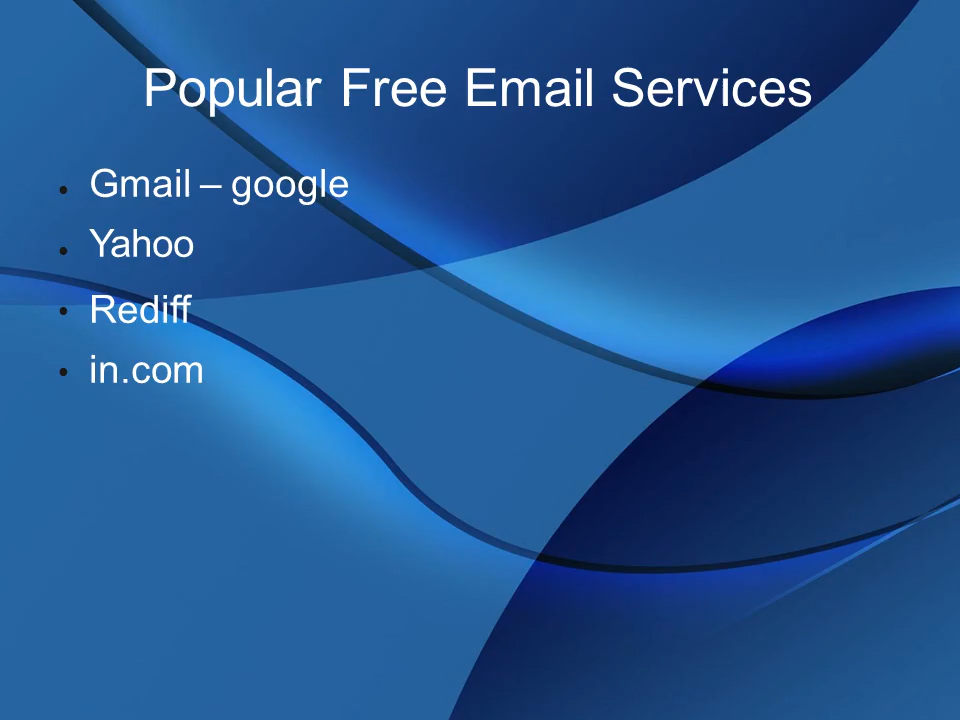 Popular Free Email Services
• Gmail – google
• Yahoo
• Rediff
• in.com